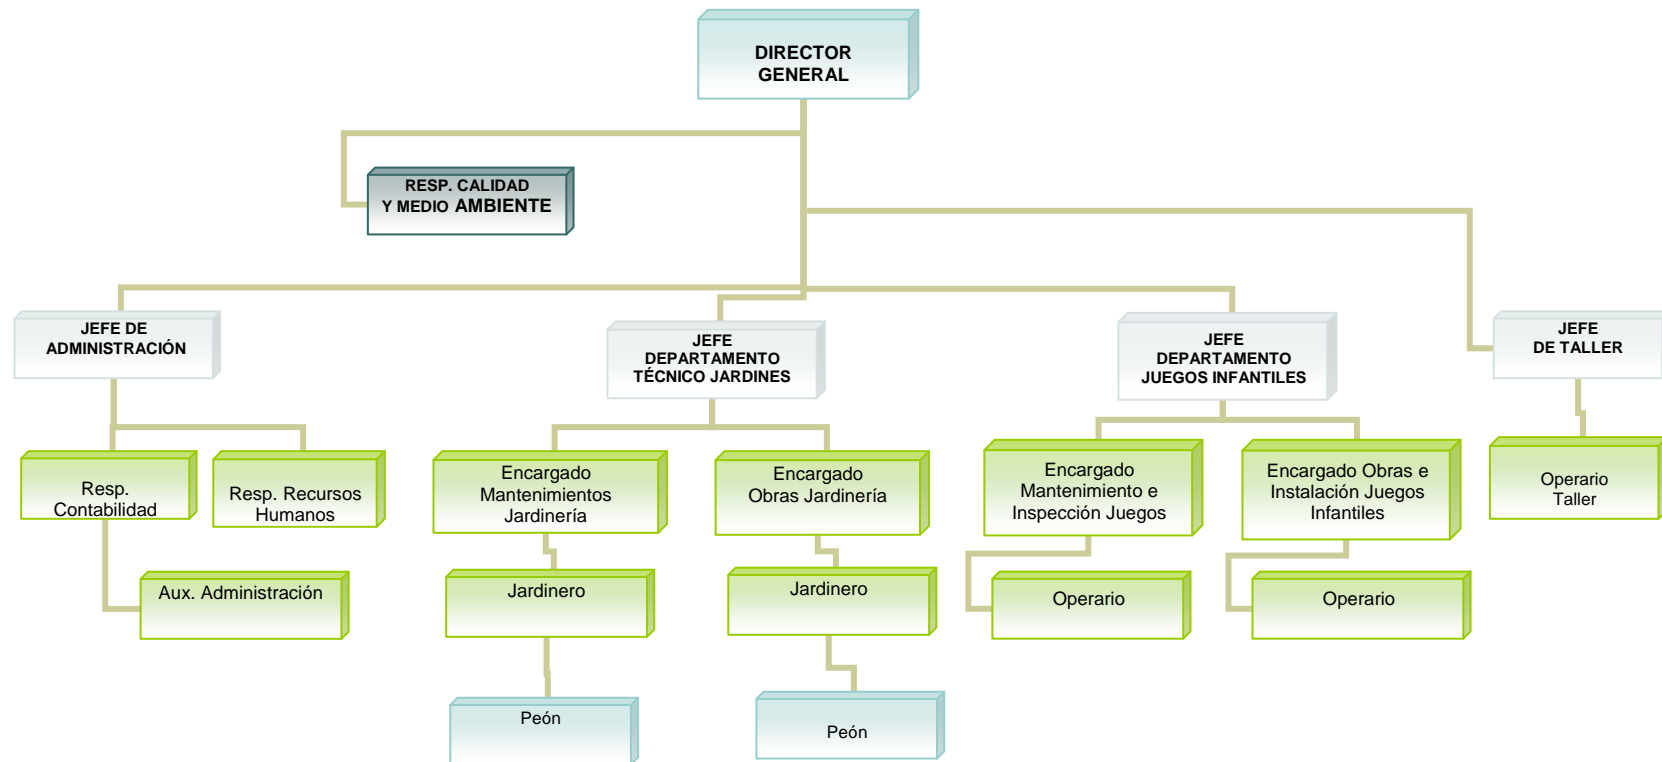 DIRECTOR
GENERAL
RESP. CALIDAD
Y MEDIO AMBIENTE
JEFE DE
ADMINISTRACIÓN
JEFE
DEPARTAMENTO
TÉCNICO JARDINES
JEFE
DEPARTAMENTO
JUEGOS INFANTILES
JEFE
DE TALLER
Resp.
Contabilidad
Resp. Recursos
Humanos
Encargado
Mantenimientos
Jardinería
Encargado
Obras Jardinería
Encargado
Mantenimiento e
Inspección Juegos
Encargado Obras e
Instalación Juegos
Infantiles
Operario
Taller
Aux. Administración
Jardinero
Jardinero
Operario
Operario
Peón
Peón